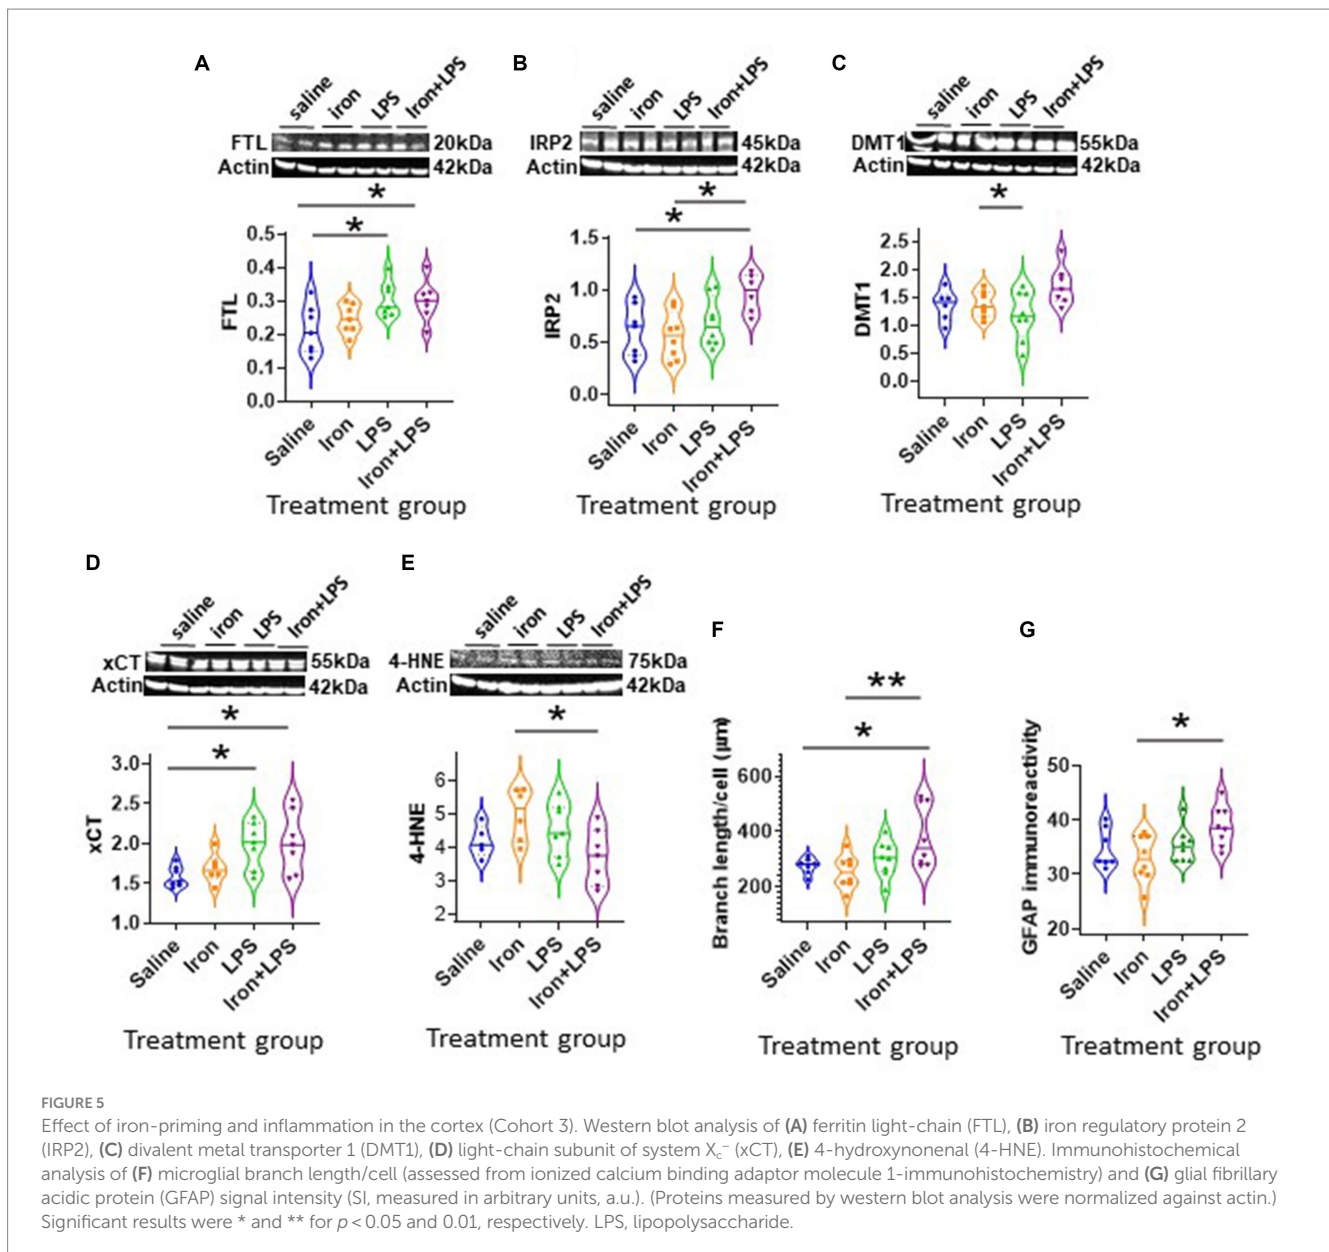 A
saline
iron
LPS
Iron+LPS
FTL
20kDa
Actin
42kDa
*
*
0.5
0.4
0.3
0.2
0.1
0.0
FTL
Saline
Iron
LPS
Iron+LPS
Treatment group
B
saline
iron
LPS
Iron+LPS
IRP2
45kDa
Actin
42kDa
*
*
1.5
1.0
0.5
0.0
IRP2
Saline
Iron
LPS
Iron+LPS
Treatment group
C
saline
iron
LPS
Iron+LPS
DMT1
55kDa
Actin
42kDa
*
2.5
2.0
1.5
1.0
0.5
0.0
DMT1
Saline
Iron
LPS
Iron+LPS
Treatment group
D
saline
iron
LPS
Iron+LPS
xCT
55kDa
Actin
42kDa
*
*
3.0
2.5
2.0
1.5
1.0
xCT
Saline
Iron
LPS
Iron+LPS
Treatment group
E
saline
iron
LPS
Iron+LPS
4-HNE
75kDa
Actin
42kDa
*
6
5
4
3
2
4-HNE
Saline
Iron
LPS
Iron+LPS
Treatment group
F
**
*
600
400
200
Branch length/cell (µm)
Saline
Iron
LPS
Iron+LPS
Treatment group
G
*
50
40
30
20
GFAP immunoreactivity
Saline
Iron
LPS
Iron+LPS
Treatment group
FIGURE 5
Effect of iron-priming and inflammation in the cortex (Cohort 3). Western blot analysis of (A) ferritin light-chain (FTL), (B) iron regulatory protein 2
(IRP2), (C) divalent metal transporter 1 (DMT1), (D) light-chain subunit of system Xc− (xCT), (E) 4-hydroxynonenal (4-HNE). Immunohistochemical
analysis of (F) microglial branch length/cell (assessed from ionized calcium binding adaptor molecule 1-immunohistochemistry) and (G) glial fibrillary
acidic protein (GFAP) signal intensity (SI, measured in arbitrary units, a.u.). (Proteins measured by western blot analysis were normalized against actin.)
Significant results were * and ** for p < 0.05 and 0.01, respectively. LPS, lipopolysaccharide.